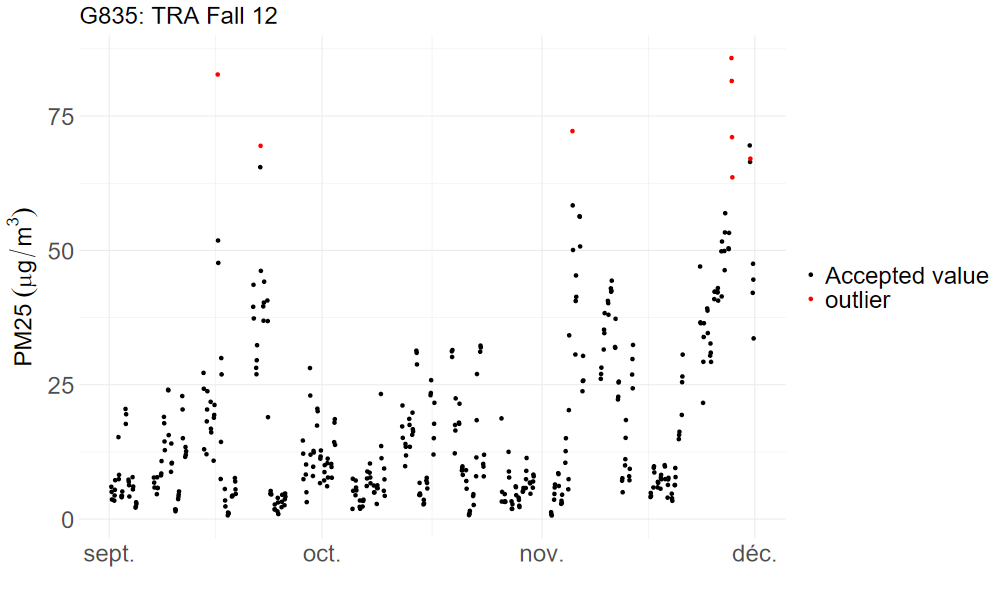 G835: TRA Fall 12
PM25 (μg/m³)
75
50
25
0
sept.
oct.
nov.
déc.
Accepted value
outlier